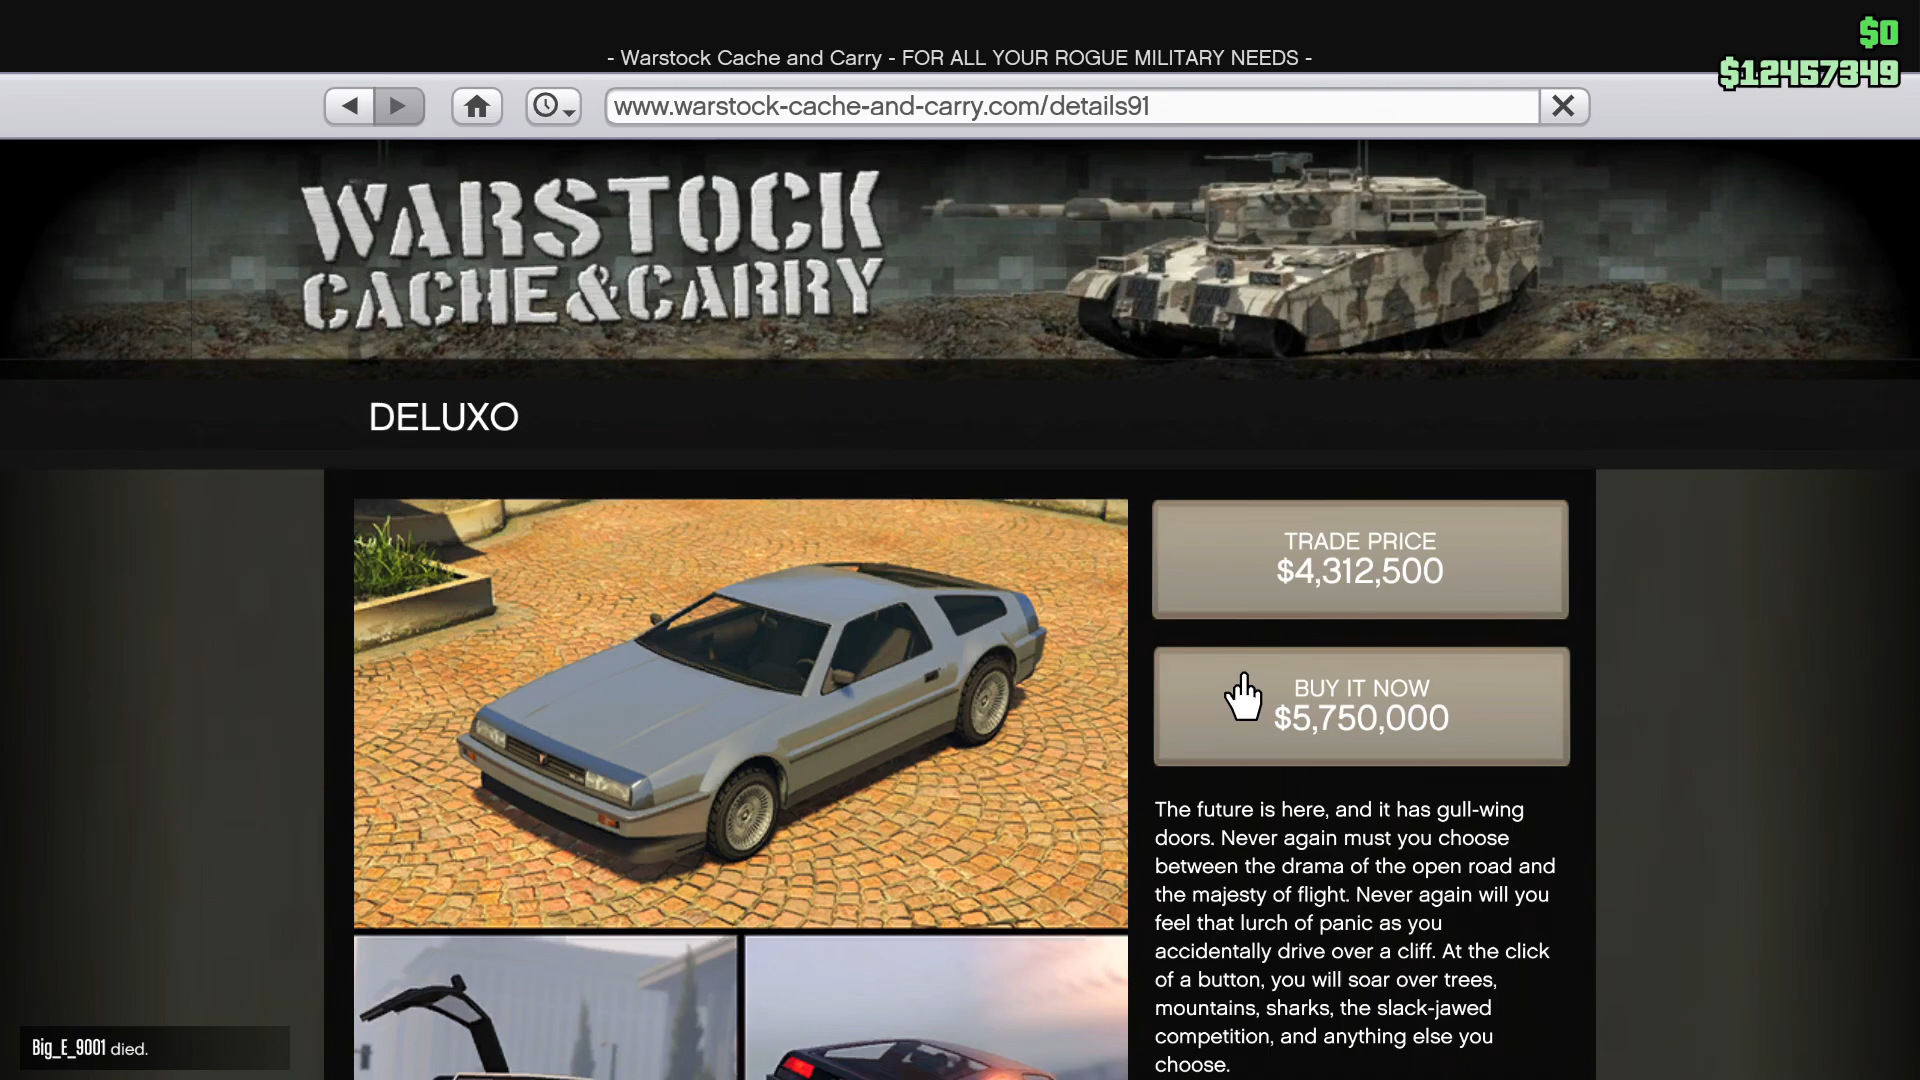 $0
- Warstock Cache and Carry - FOR ALL YOUR ROGUE MILITARY NEEDS -
$12457349
www.warstock-cache-and-carry.com/details91
WARSTOCK
CACHE & CARRY
DELUXO
TRADE PRICE
$4,312,500
BUY IT NOW
$5,750,000
The future is here, and it has gull-wing
doors. Never again must you choose
between the drama of the open road and
the majesty of flight. Never again will you
feel that lurch of panic as you
accidentally drive over a cliff. At the click
of a button, you will soar over trees,
mountains, sharks, the slack-jawed
competition, and anything else you
choose.
Big_E_9001 died.